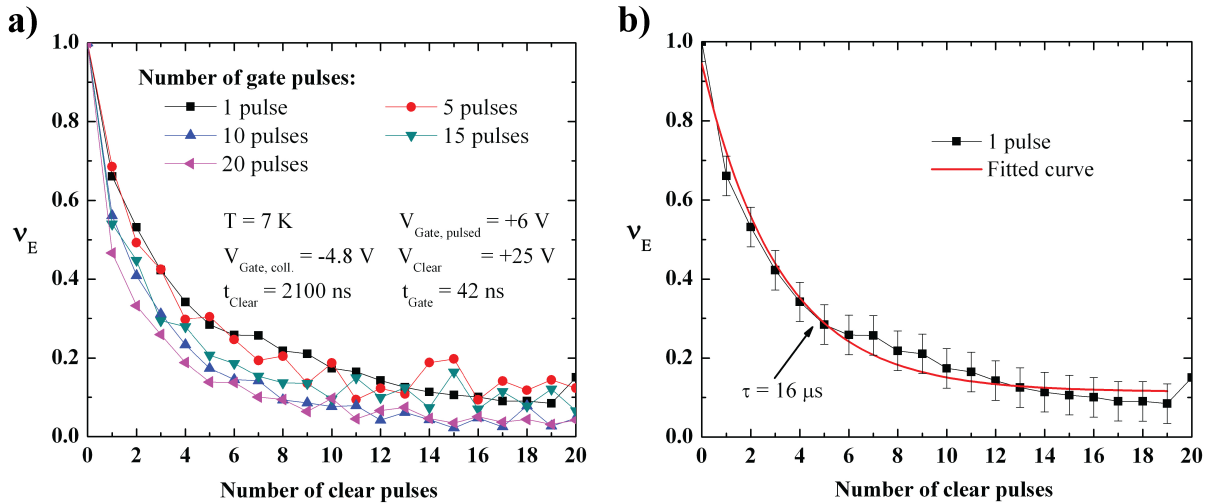 a)
1.0
0.8
0.6
0.4
0.2
0.0
ν_E
0 2 4 6 8 10 12 14 16 18 20
Number of clear pulses
Number of gate pulses:
1 pulse
5 pulses
10 pulses
15 pulses
20 pulses
T = 7 K
V_Gate, pulsed = +6 V
V_Gate, coll. = -4.8 V
V_Clear = +25 V
t_Clear = 2100 ns
t_Gate = 42 ns
b)
1.0
0.8
0.6
0.4
0.2
0.0
ν_E
0 2 4 6 8 10 12 14 16 18 20
Number of clear pulses
1 pulse
Fitted curve
τ = 16 μs